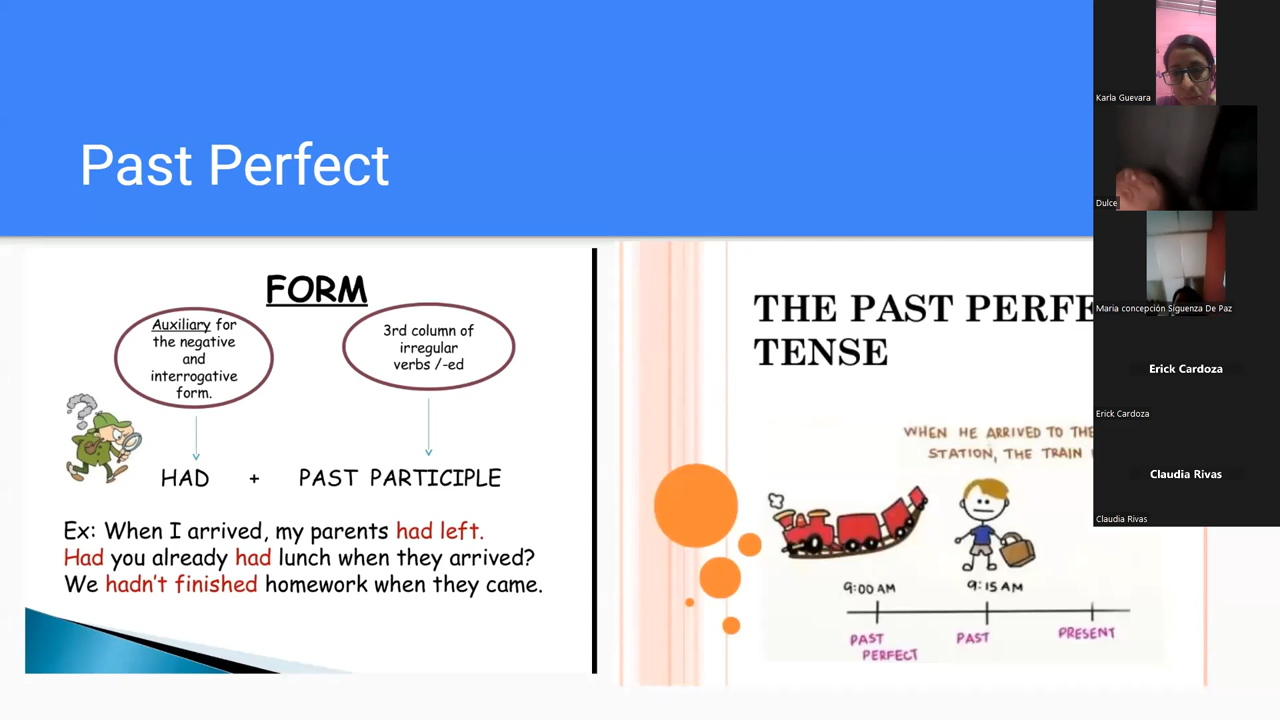 Past Perfect
FORM
Auxiliary for
the negative
and
interrogative
form.
3rd column of
irregular
verbs /-ed
HAD + PAST PARTICIPLE
Ex: When I arrived, my parents had left.
Had you already had lunch when they arrived?
We hadn't finished homework when they came.
THE PAST PERFE
TENSE
WHEN HE ARRIVED TO THE
STATION, THE TRAIN
9:00 AM
9:15 AM
PAST
PERFECT
PAST
PRESENT
Karla Guevara
Dulce
Maria concepción Sigüenza De Paz
Erick Cardoza
Erick Cardoza
Claudia Rivas
Claudia Rivas